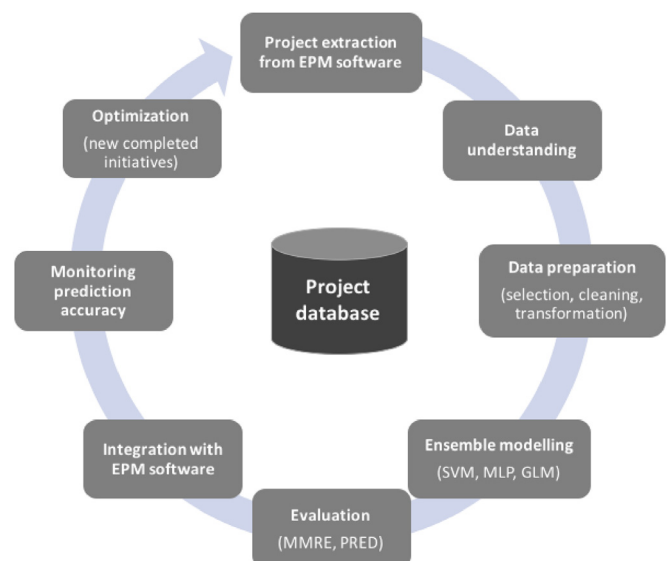 Project extraction
from EPM software
Data
understanding
Data preparation
(selection, cleaning,
transformation)
Ensemble modelling
(SVM, MLP, GLM)
Evaluation
(MMRE, PRED)
Integration with
EPM software
Monitoring
prediction
accuracy
Optimization
(new completed
initiatives)
Project
database